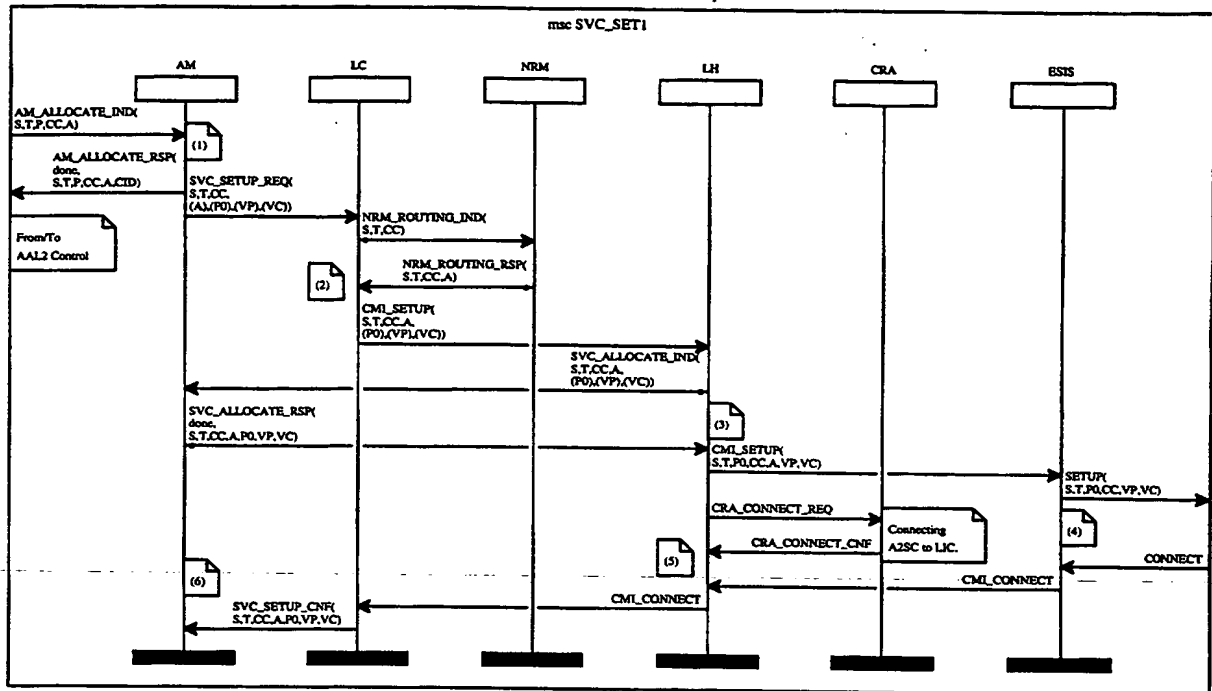 msc SVC_SET1
AM
LC
NRM
LH
CRA
ESIS
AM_ALLOCATE_IND(
S,T,P,CC,A)
(1)
AM_ALLOCATE_RSP(
done,
S,T,P,CC,A,CID)
SVC_SETUP_REQ(
S,T,CC,
(A),(P0),(VP),(VC))
From/To
AAL2 Control
NRM_ROUTING_IND(
S,T,CC)
NRM_ROUTING_RSP(
S,T,CC,A)
(2)
CMI_SETUP(
S,T,CC,A,
(P0),(VP),(VC))
SVC_ALLOCATE_IND(
S,T,CC,A,
(P0),(VP),(VC))
SVC_ALLOCATE_RSP(
done,
S,T,CC,A,P0,VP,VC)
(3)
CMI_SETUP(
S,T,P0,CC,A,VP,VC)
SETUP(
S,T,P0,CC,VP,VC)
CRA_CONNECT_REQ
Connecting
A2SC to LIC.
(4)
CRA_CONNECT_CNF
(5)
CONNECT
(6)
CMI_CONNECT
CMI_CONNECT
SVC_SETUP_CNF(
S,T,CC,A,P0,VP,VC)